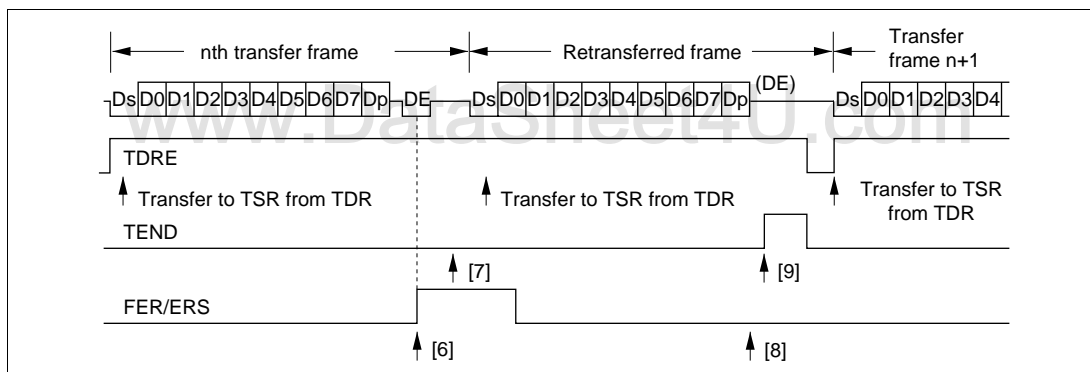 nth transfer frame
Retransferred frame
Transfer
frame n+1
Ds D0 D1 D2 D3 D4 D5 D6 D7 Dp DE
Ds D0 D1 D2 D3 D4 D5 D6 D7 Dp (DE)
Ds D0 D1 D2 D3 D4
www.DataSheet4U.com
TDRE
Transfer to TSR from TDR
Transfer to TSR from TDR
Transfer to TSR
from TDR
TEND
[7]
[9]
FER/ERS
[6]
[8]